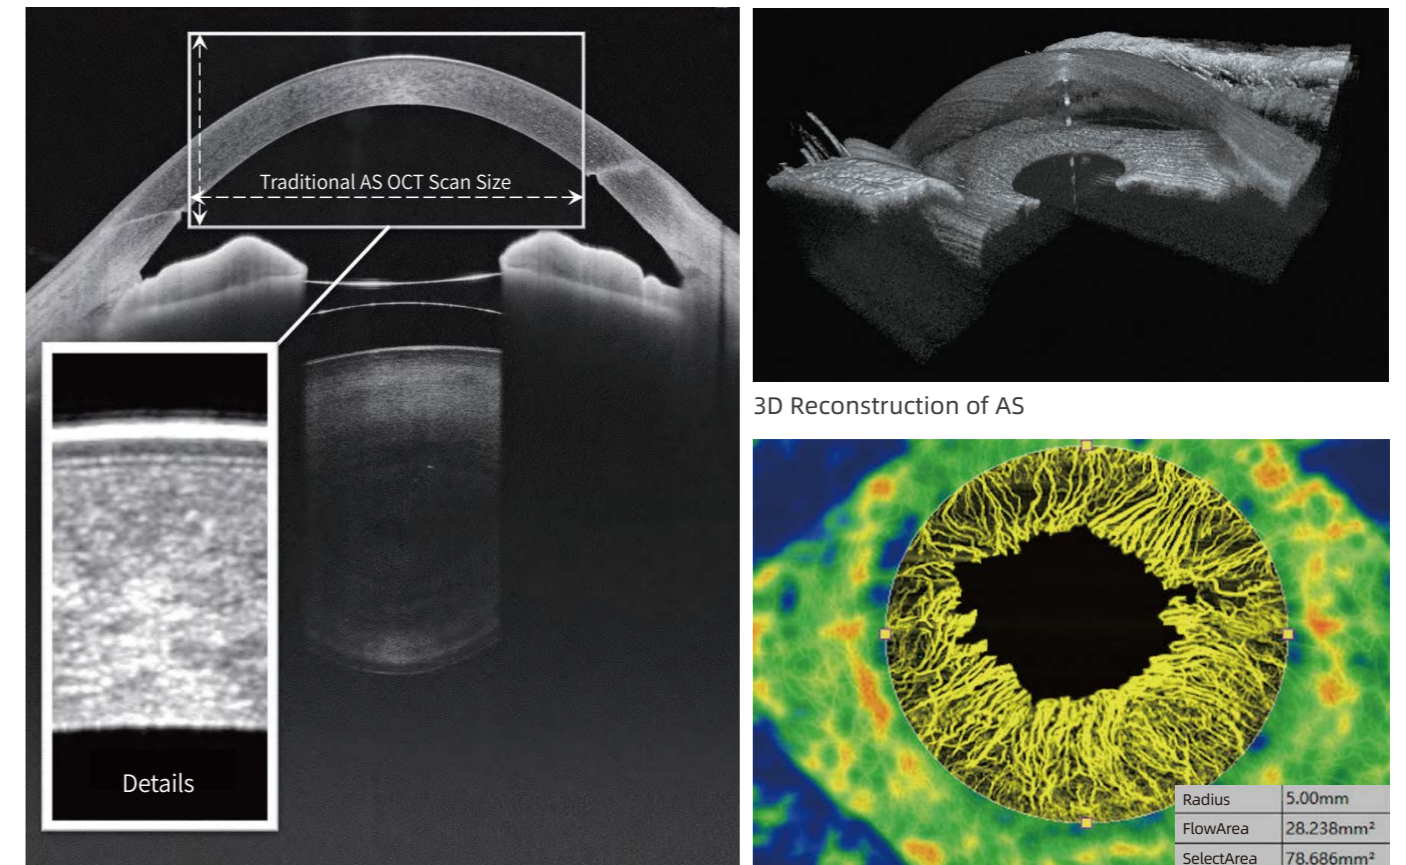 Traditional AS OCT Scan Size
Details
3D Reconstruction of AS
Radius 5.00mm
FlowArea 28.238mm²
SelectArea 78.686mm²